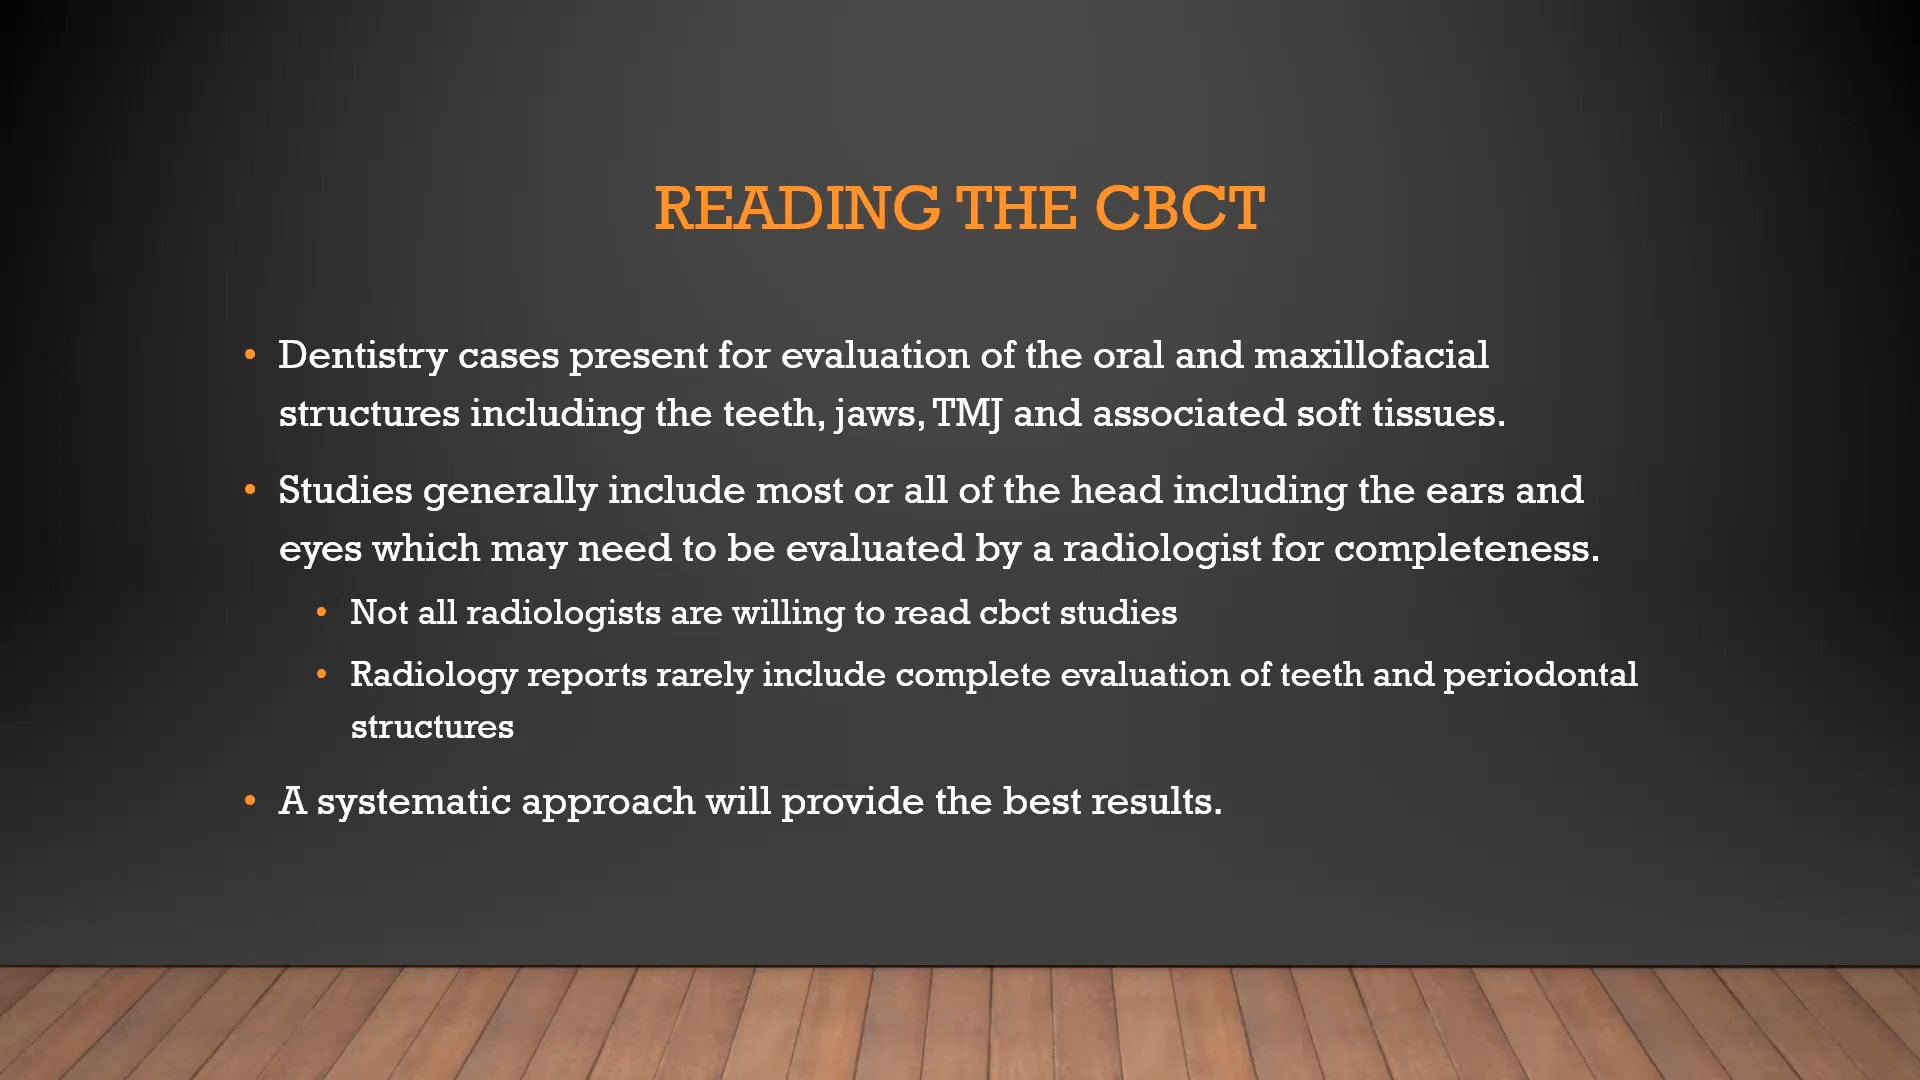 READING THE CBCT
• Dentistry cases present for evaluation of the oral and maxillofacial
structures including the teeth, jaws, TMJ and associated soft tissues.
• Studies generally include most or all of the head including the ears and
eyes which may need to be evaluated by a radiologist for completeness.
• Not all radiologists are willing to read cbct studies
• Radiology reports rarely include complete evaluation of teeth and periodontal
structures
• A systematic approach will provide the best results.